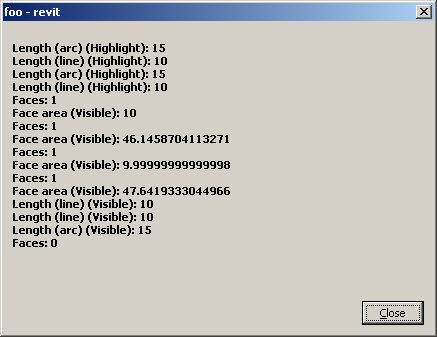 foo - revit
Length (arc) (Highlight): 15
Length (line) (Highlight): 10
Length (arc) (Highlight): 15
Length (line) (Highlight): 10
Faces: 1
Face area (Visible): 10
Faces: 1
Face area (Visible): 46.1458704113271
Faces: 1
Face area (Visible): 9.99999999999998
Faces: 1
Face area (Visible): 47.6419333044966
Length (line) (Visible): 10
Length (line) (Visible): 10
Length (arc) (Visible): 15
Faces: 0
Close